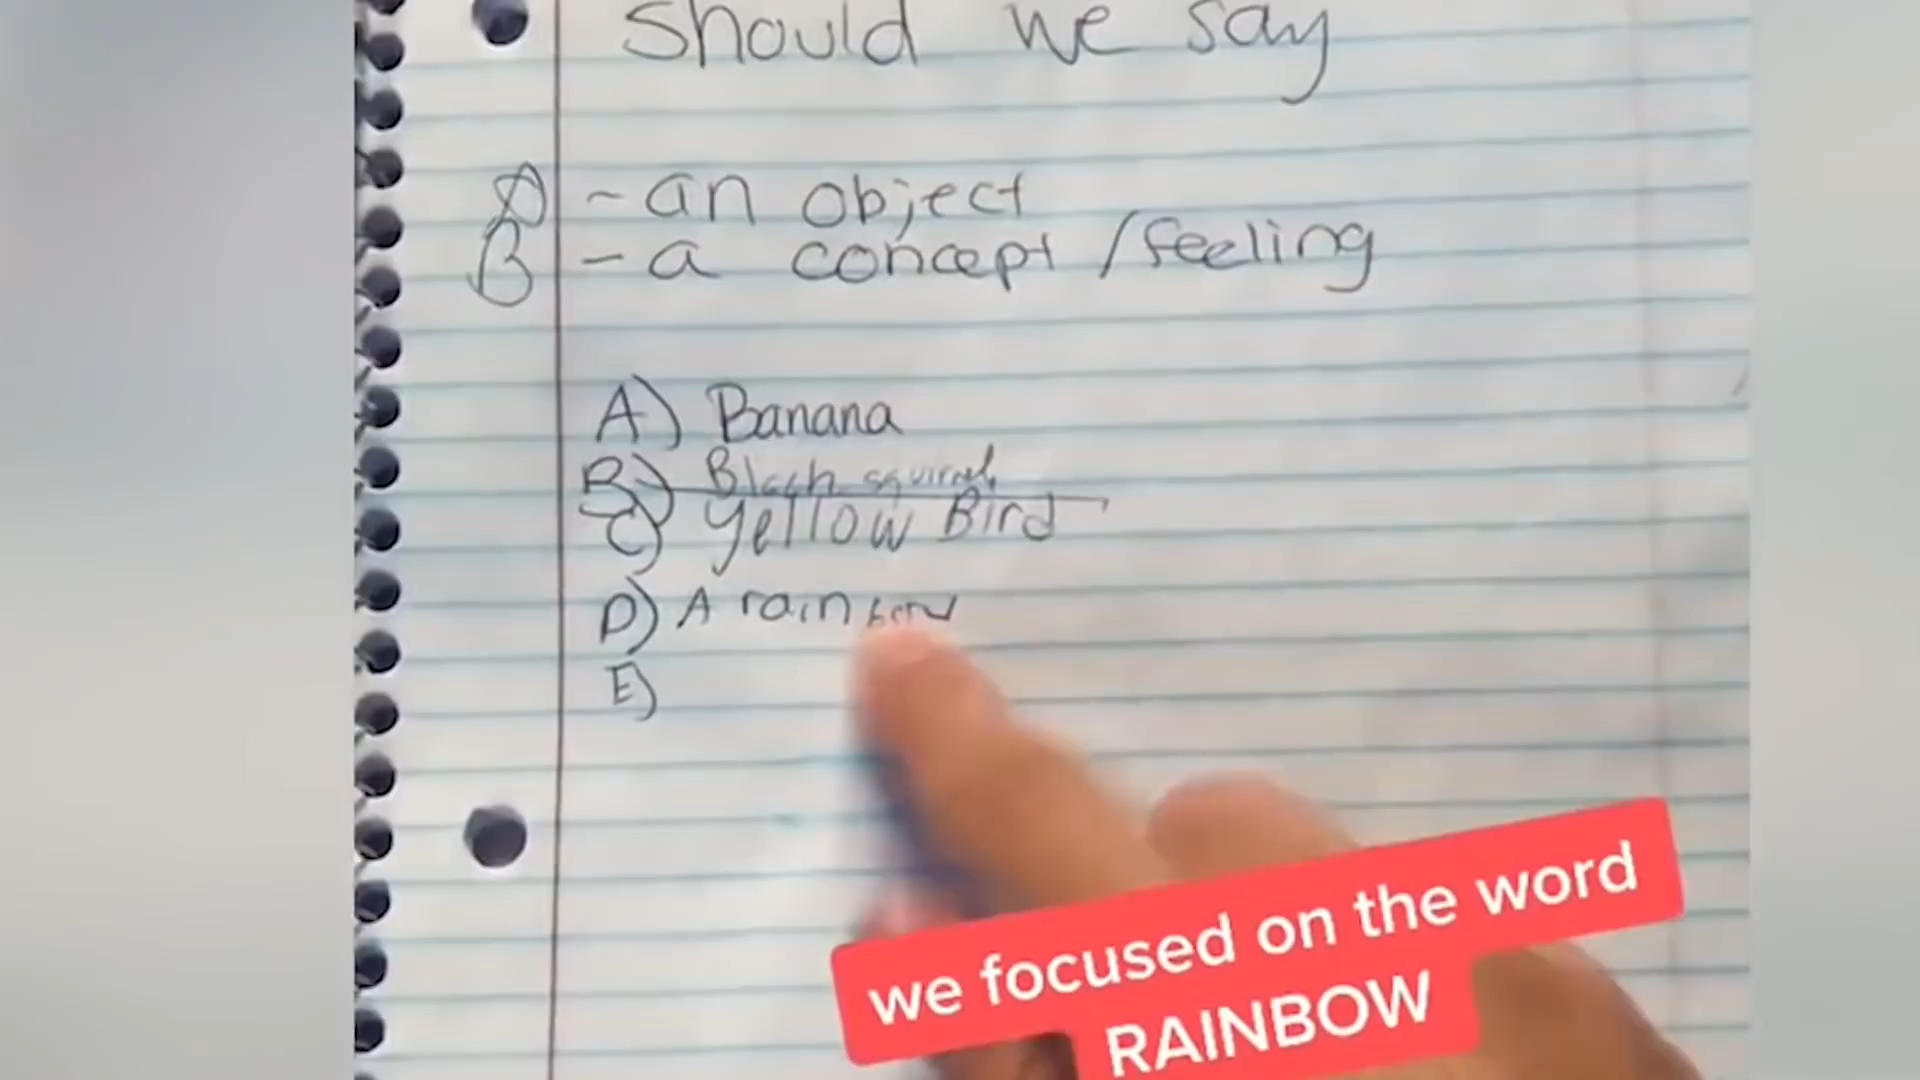 should we say
A - an object
B - a concept / feeling
A) Banana
B) Black squirrel
C) Yellow Bird
D) A rainbow
E)
we focused on the word
RAINBOW